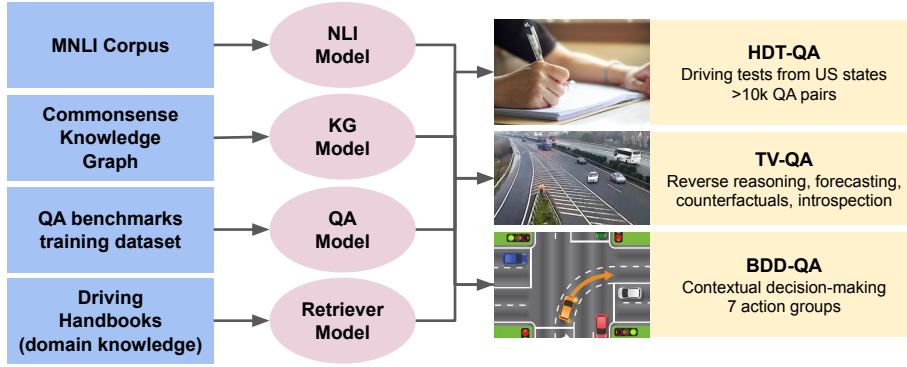 MNLI Corpus
NLI
Model
Commonsense
Knowledge
Graph
KG
Model
QA benchmarks
training dataset
QA
Model
Driving
Handbooks
(domain knowledge)
Retriever
Model
HDT-QA
Driving tests from US states
>10k QA pairs
TV-QA
Reverse reasoning, forecasting,
counterfactuals, introspection
BDD-QA
Contextual decision-making
7 action groups